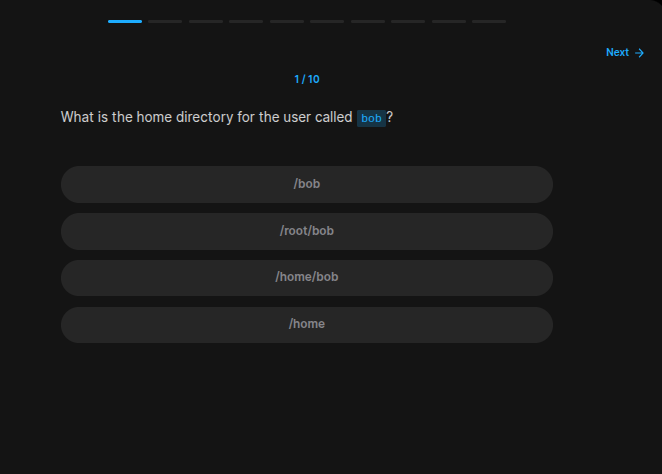 Next →
1 / 10
What is the home directory for the user called bob?
/bob
/root/bob
/home/bob
/home